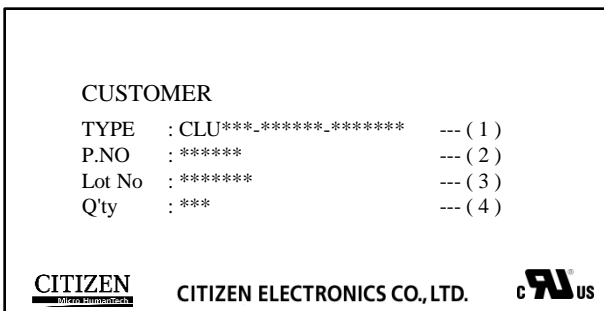 CUSTOMER
TYPE : CLU***-******-******* --- ( 1 )
P.NO : ****** --- ( 2 )
Lot No : ******* --- ( 3 )
Q'ty : *** --- ( 4 )
CITIZEN
Micro HumanTech
CITIZEN ELECTRONICS CO., LTD.
c RU ® US